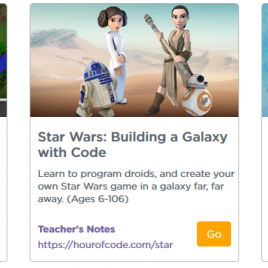 Star Wars: Building a Galaxy
with Code
Learn to program droids, and create your
own Star Wars game in a galaxy far, far
away. (Ages 6-106)
Teacher's Notes
https://hourofcode.com/star
Go